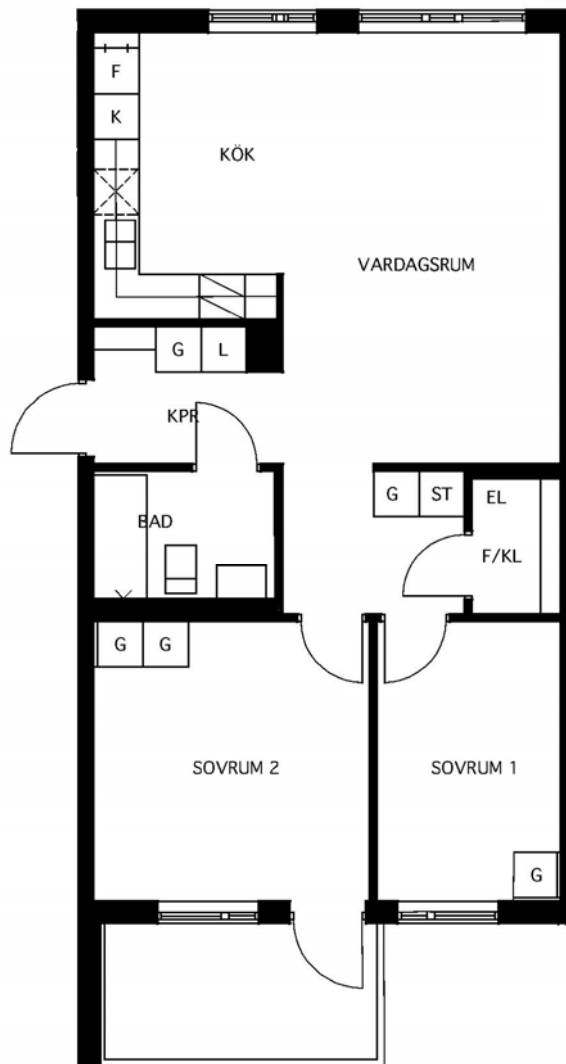 F
K
KÖK
VARDAGSRUM
G L
KPR
G ST EL
BAD
F/KL
G G
SOVRUM 2 SOVRUM 1
G